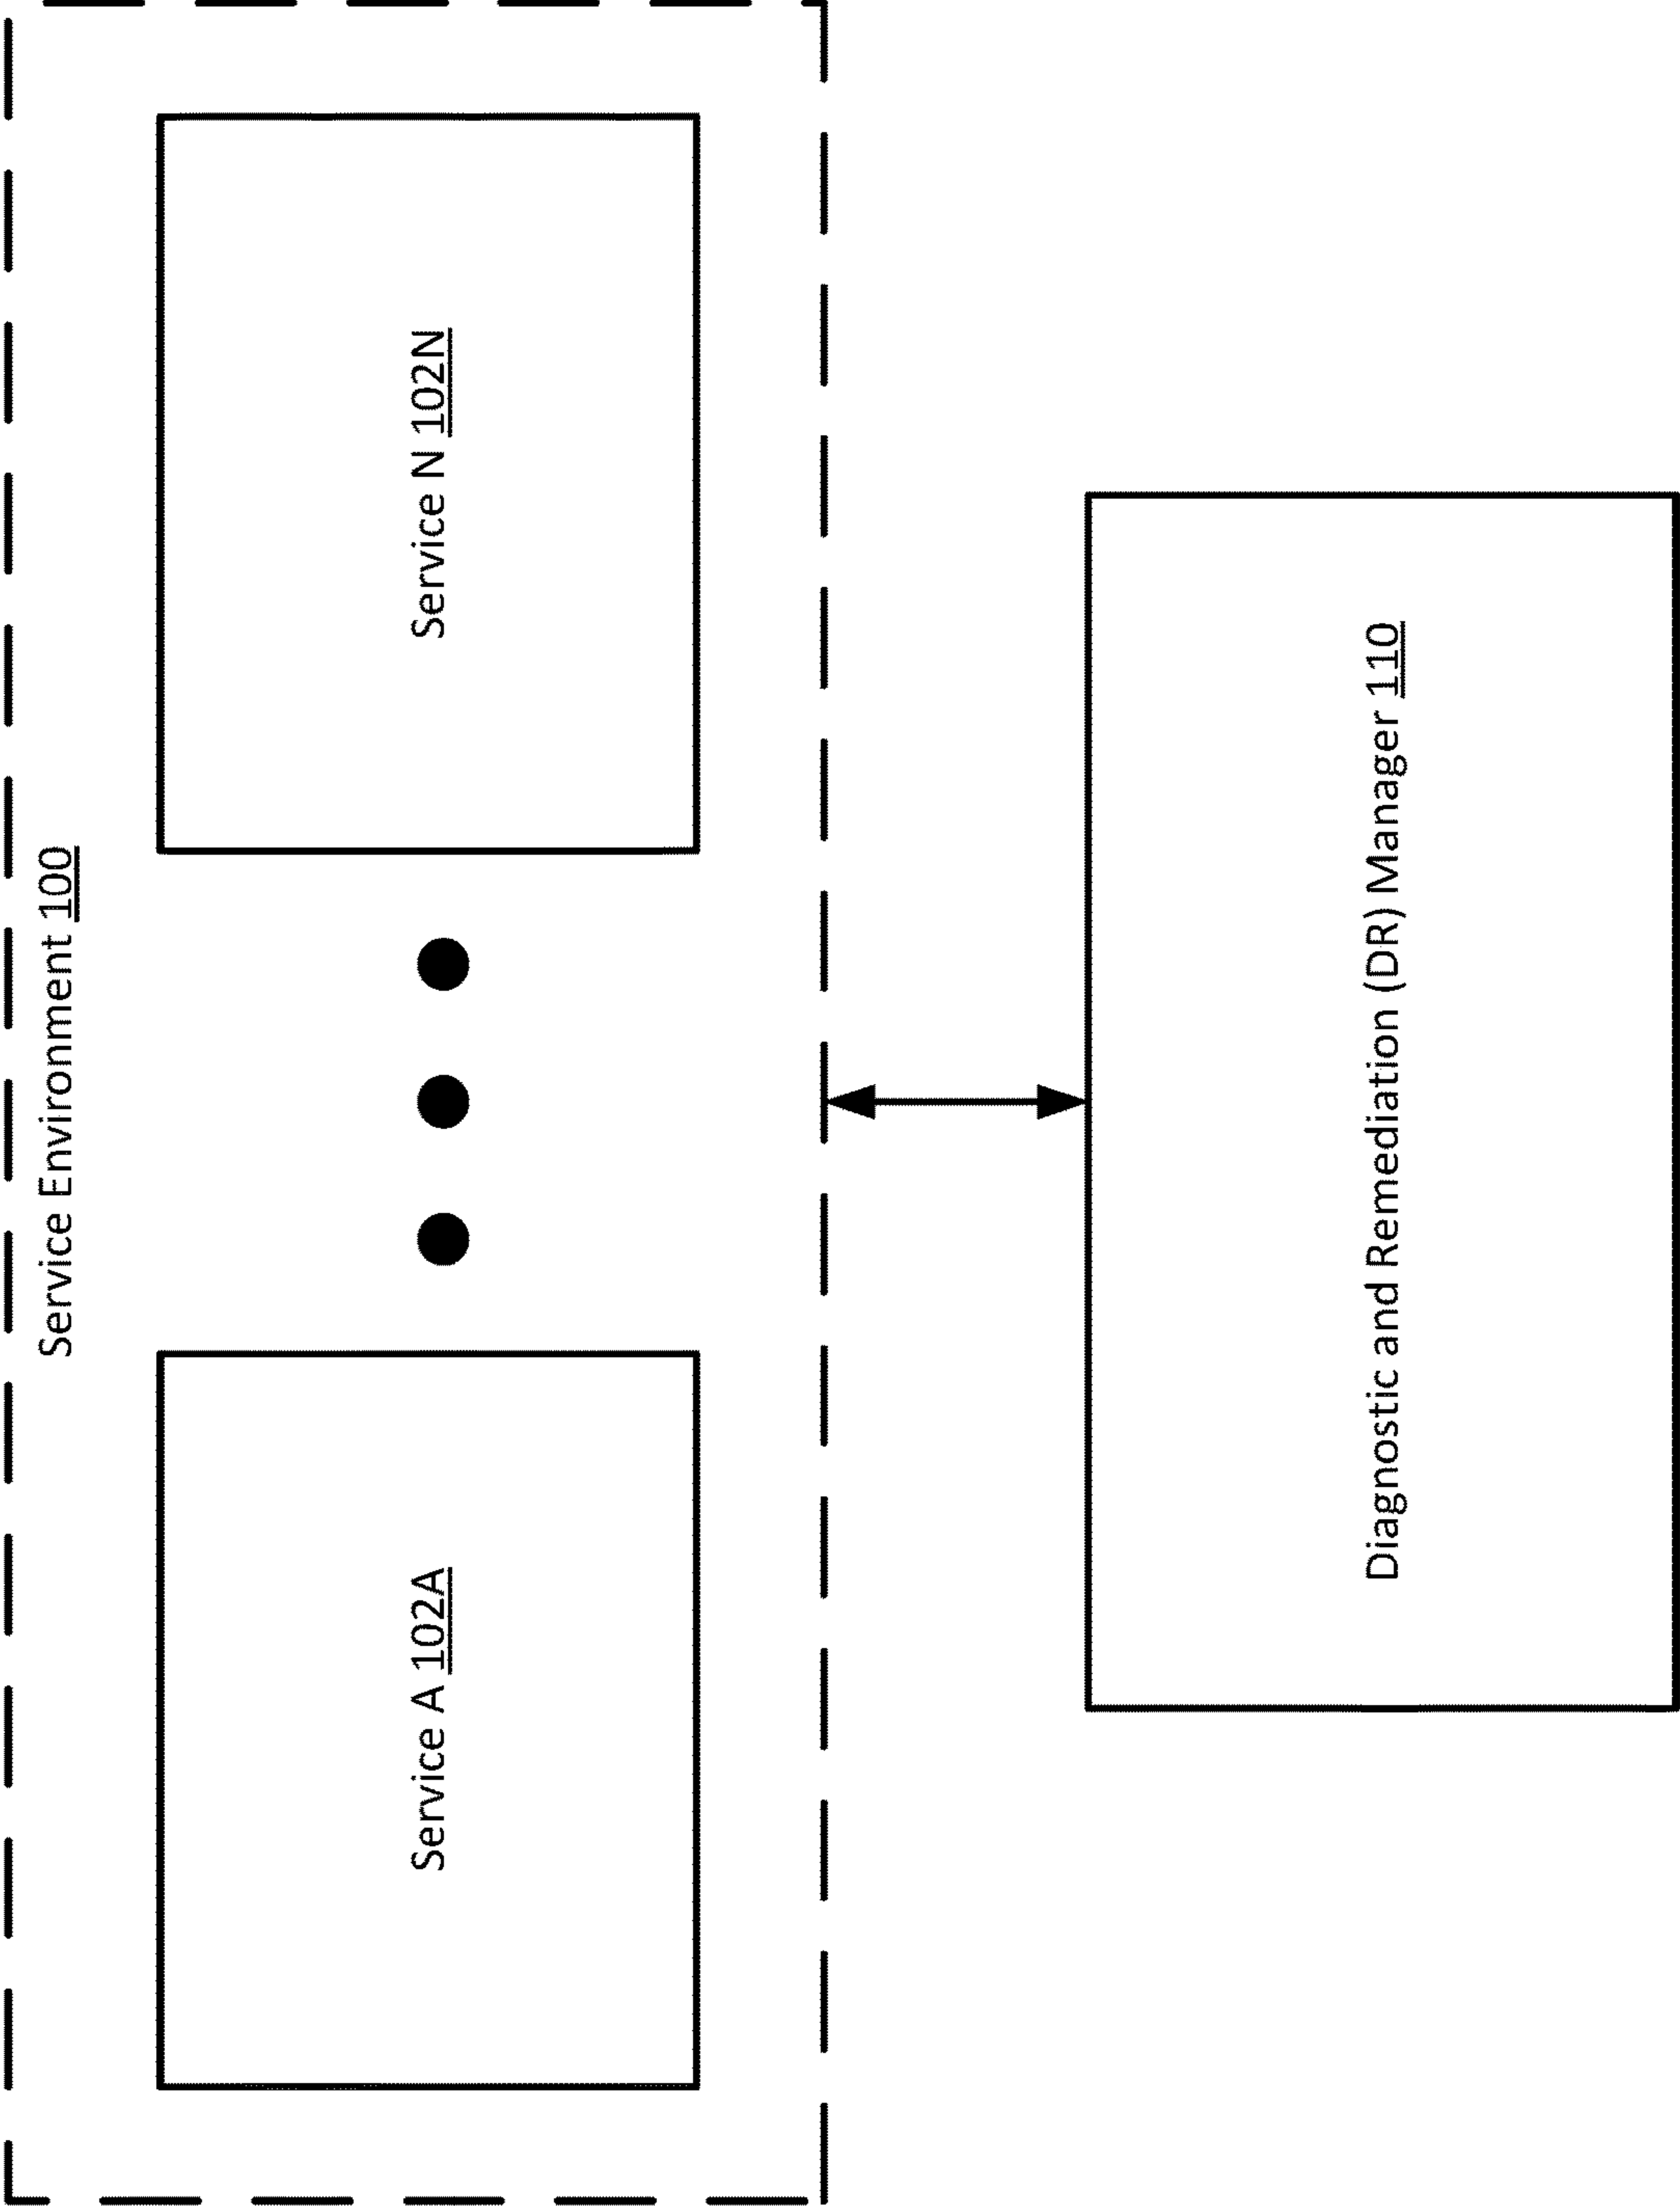 Service Environment 100
Service A 102A
Service N 102N
Diagnostic and Remediation (DR) Manager 110